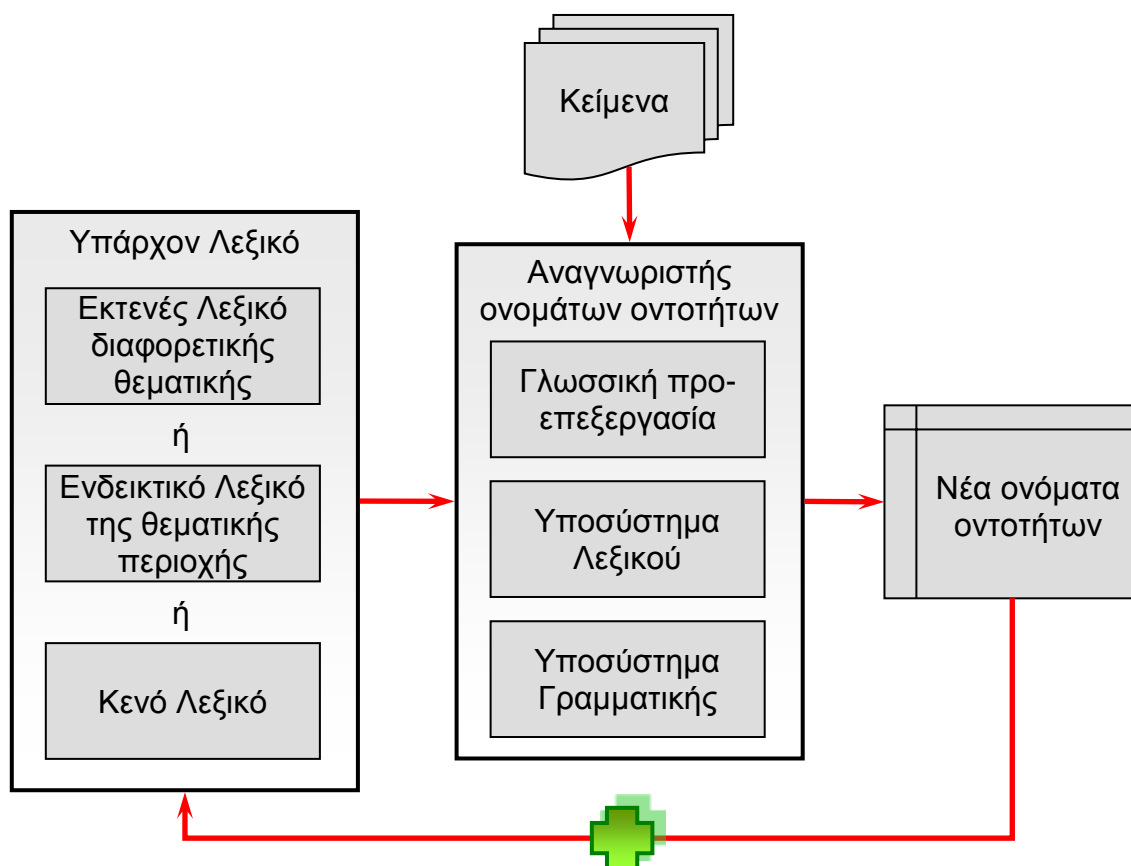 Κείμενα
Υπάρχον Λεξικό
Εκτενές Λεξικό
διαφορετικής
θεματικής
ή
Ενδεικτικό Λεξικό
της θεματικής
περιοχής
ή
Κενό Λεξικό
Αναγνωριστής
ονομάτων οντοτήτων
Γλωσσική προ-
επεξεργασία
Υποσύστημα
Λεξικού
Υποσύστημα
Γραμματικής
Νέα ονόματα
οντοτήτων